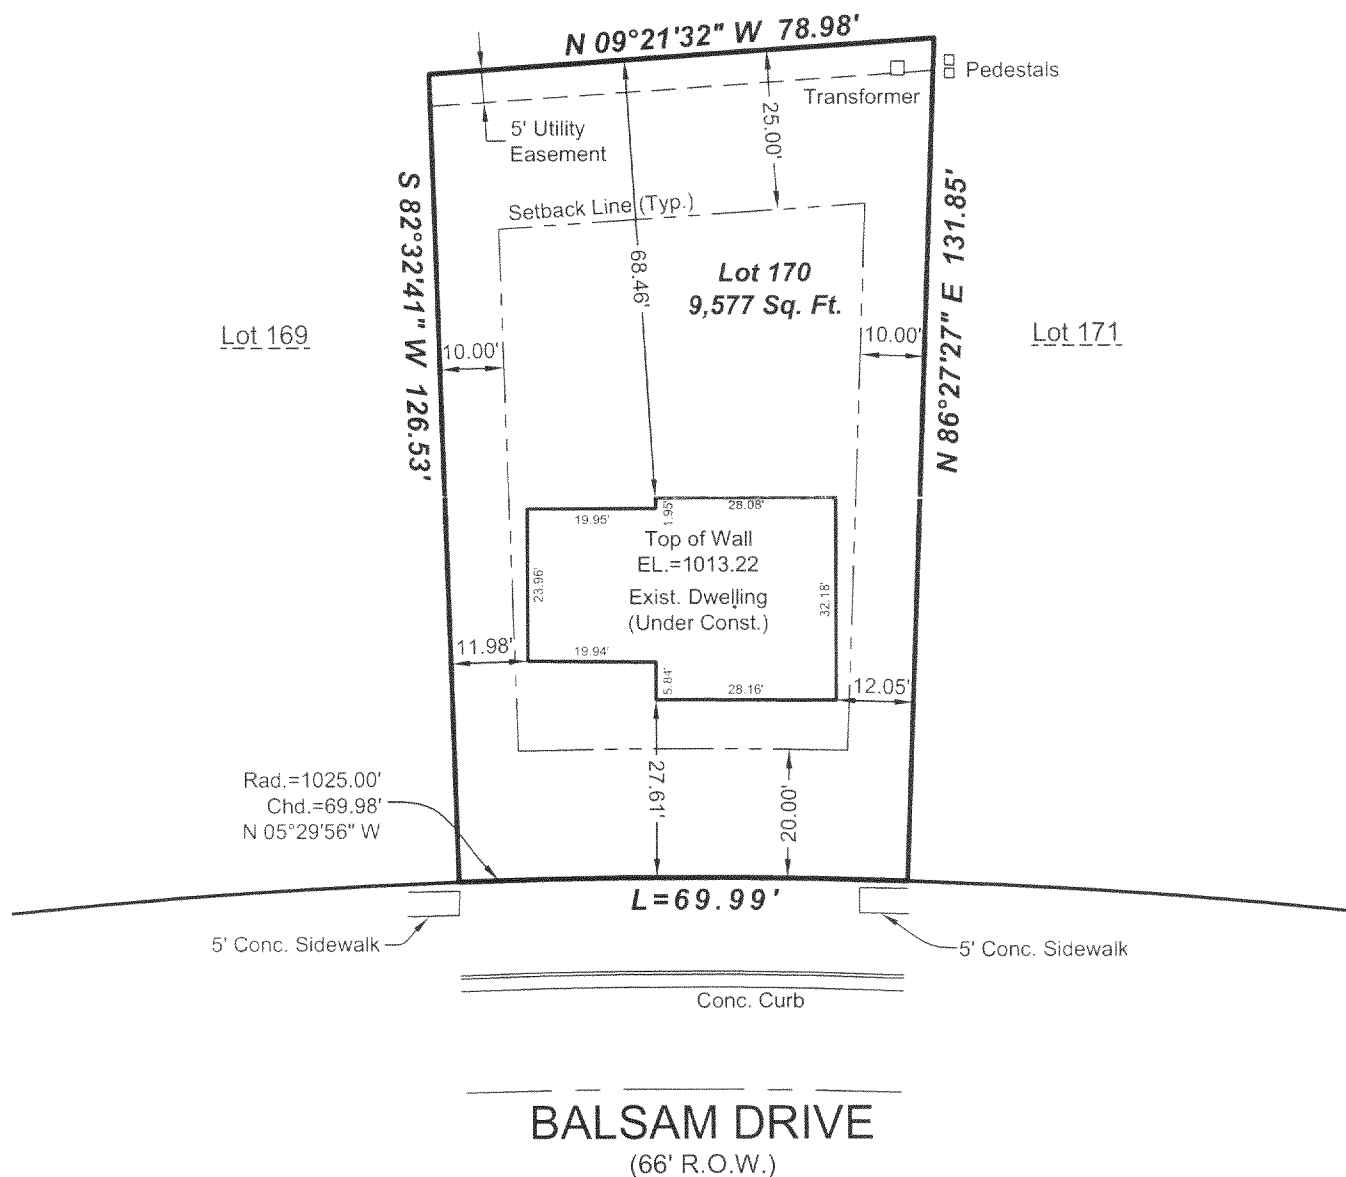 N 09°21'32" W 78.98'
Pedestals
Transformer
5' Utility
Easement
25.00'
Setback Line (Typ.)
S 82°32'41" W 126.53'
N 86°27'27" E 131.85'
68.46'
Lot 170
9,577 Sq. Ft.
Lot 169
Lot 171
10.00'
10.00'
19.95'
1.95'
28.08'
Top of Wall
EL.=1013.22
Exist. Dwelling
(Under Const.)
23.96'
32.18'
11.98'
19.94'
5.84'
28.16'
12.05'
27.61'
20.00'
Rad.=1025.00'
Chd.=69.98'
N 05°29'56" W
L=69.99'
5' Conc. Sidewalk
5' Conc. Sidewalk
Conc. Curb
BALSAM DRIVE
(66' R.O.W.)